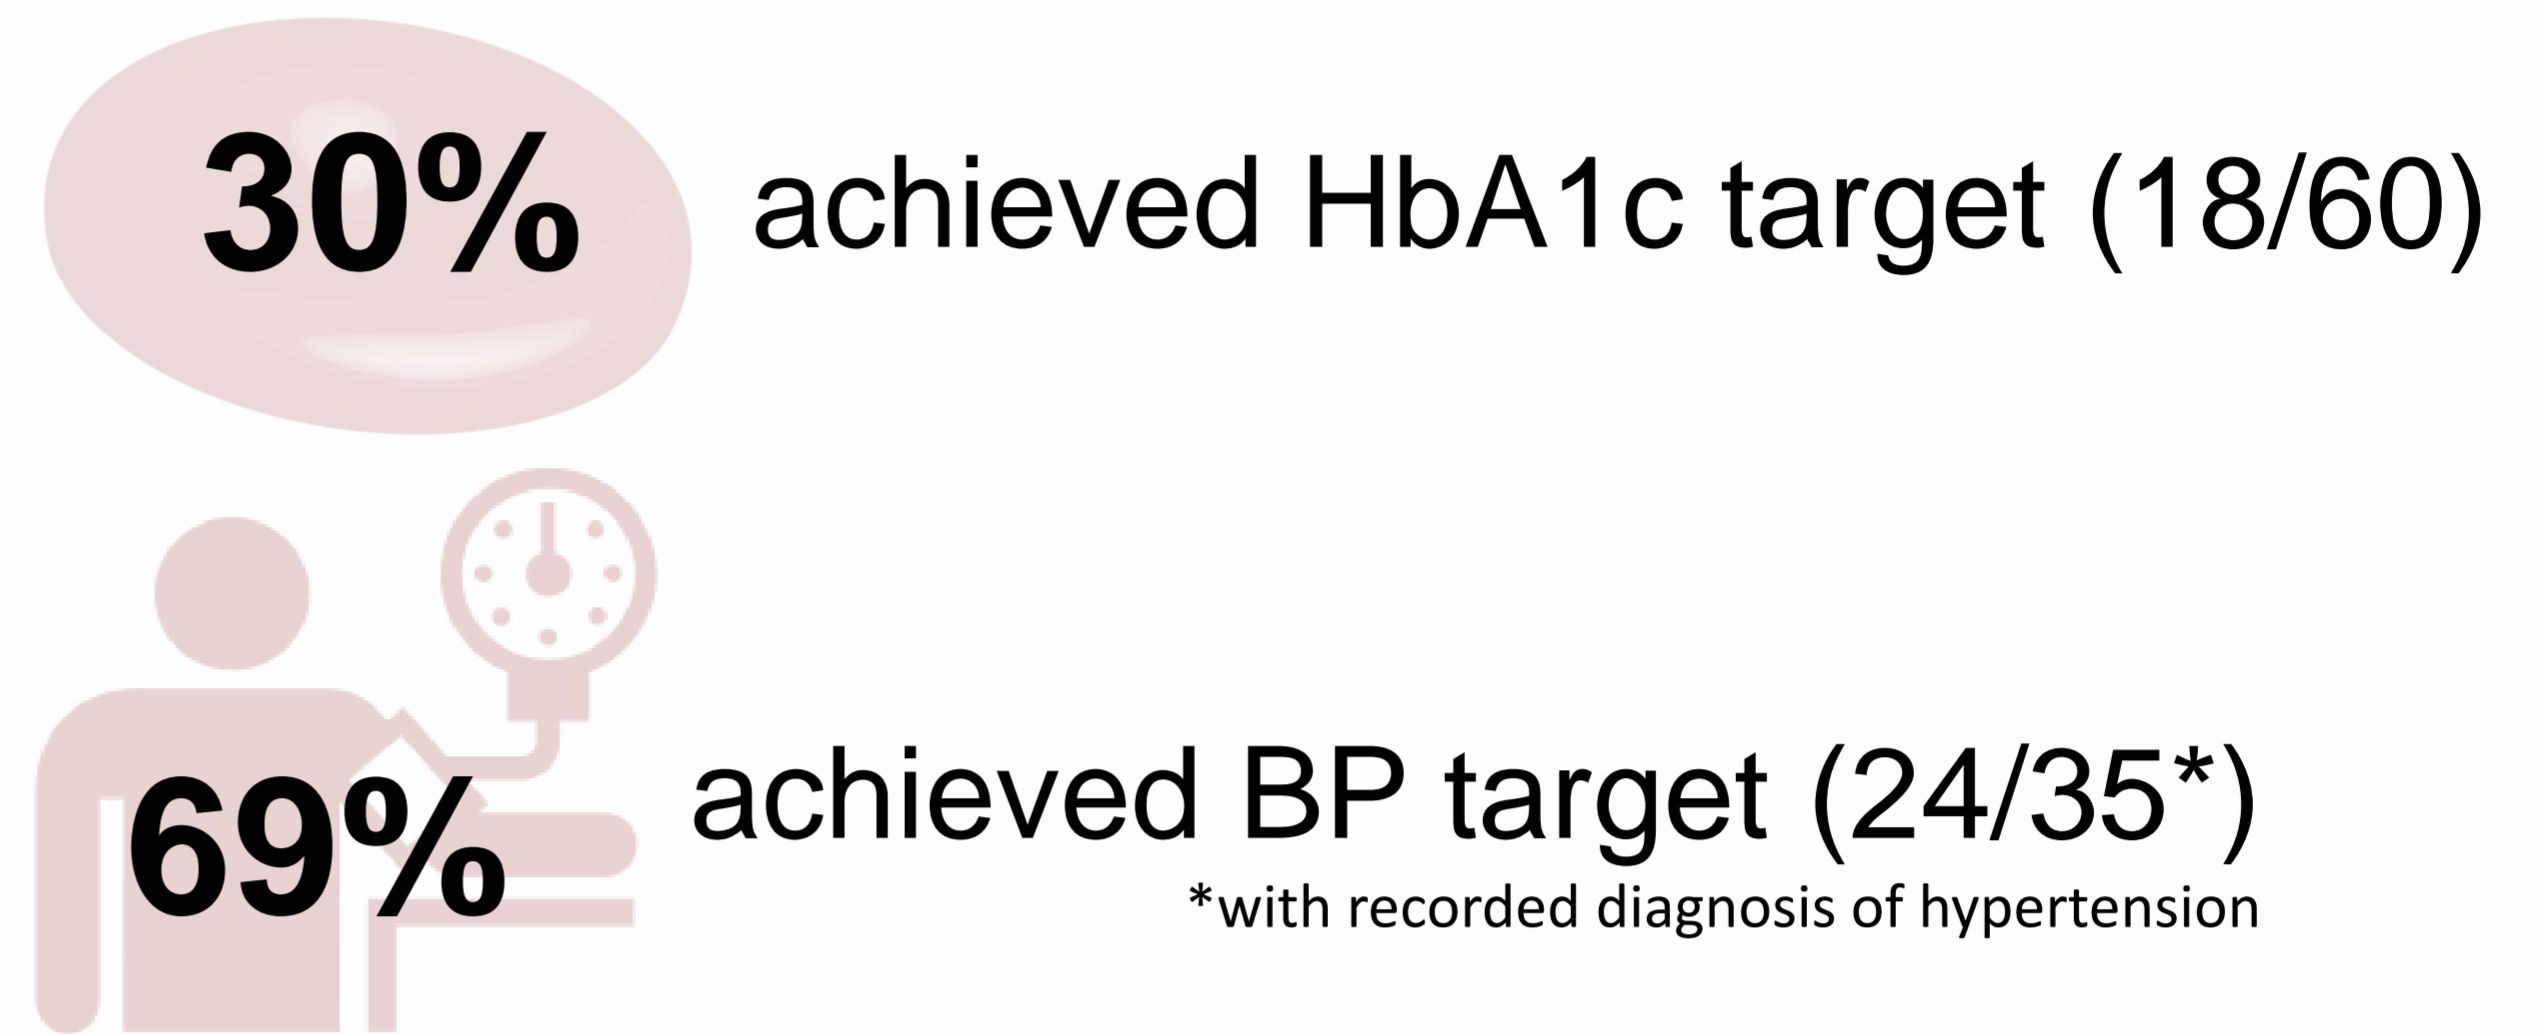 30% achieved HbA1c target (18/60)
69% achieved BP target (24/35*)
*with recorded diagnosis of hypertension